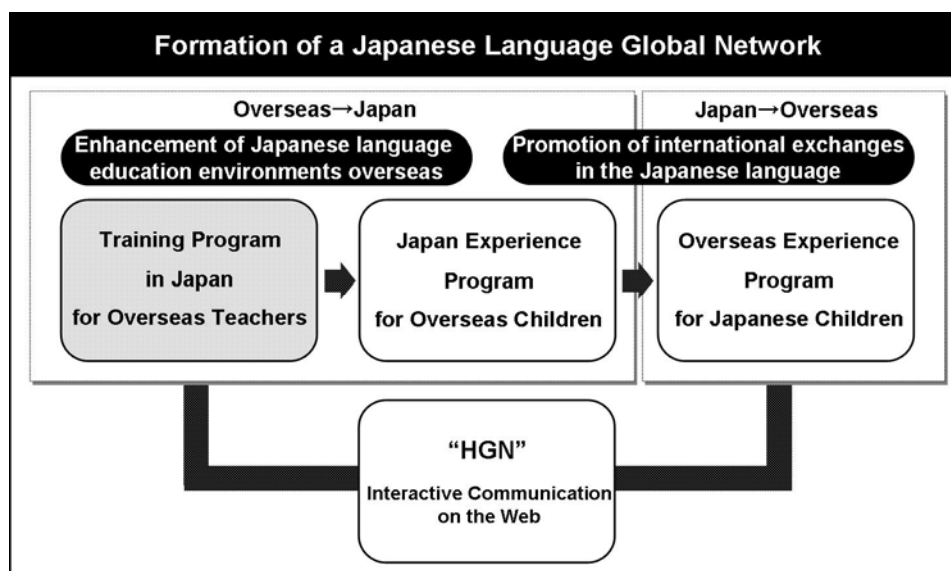 Formation of a Japanese Language Global Network
Overseas→Japan
Enhancement of Japanese language
education environments overseas
Japan→Overseas
Promotion of international exchanges
in the Japanese language
Training Program
in Japan
for Overseas Teachers
Japan Experience
Program
for Overseas Children
Overseas Experience
Program
for Japanese Children
“HGN”
Interactive Communication
on the Web